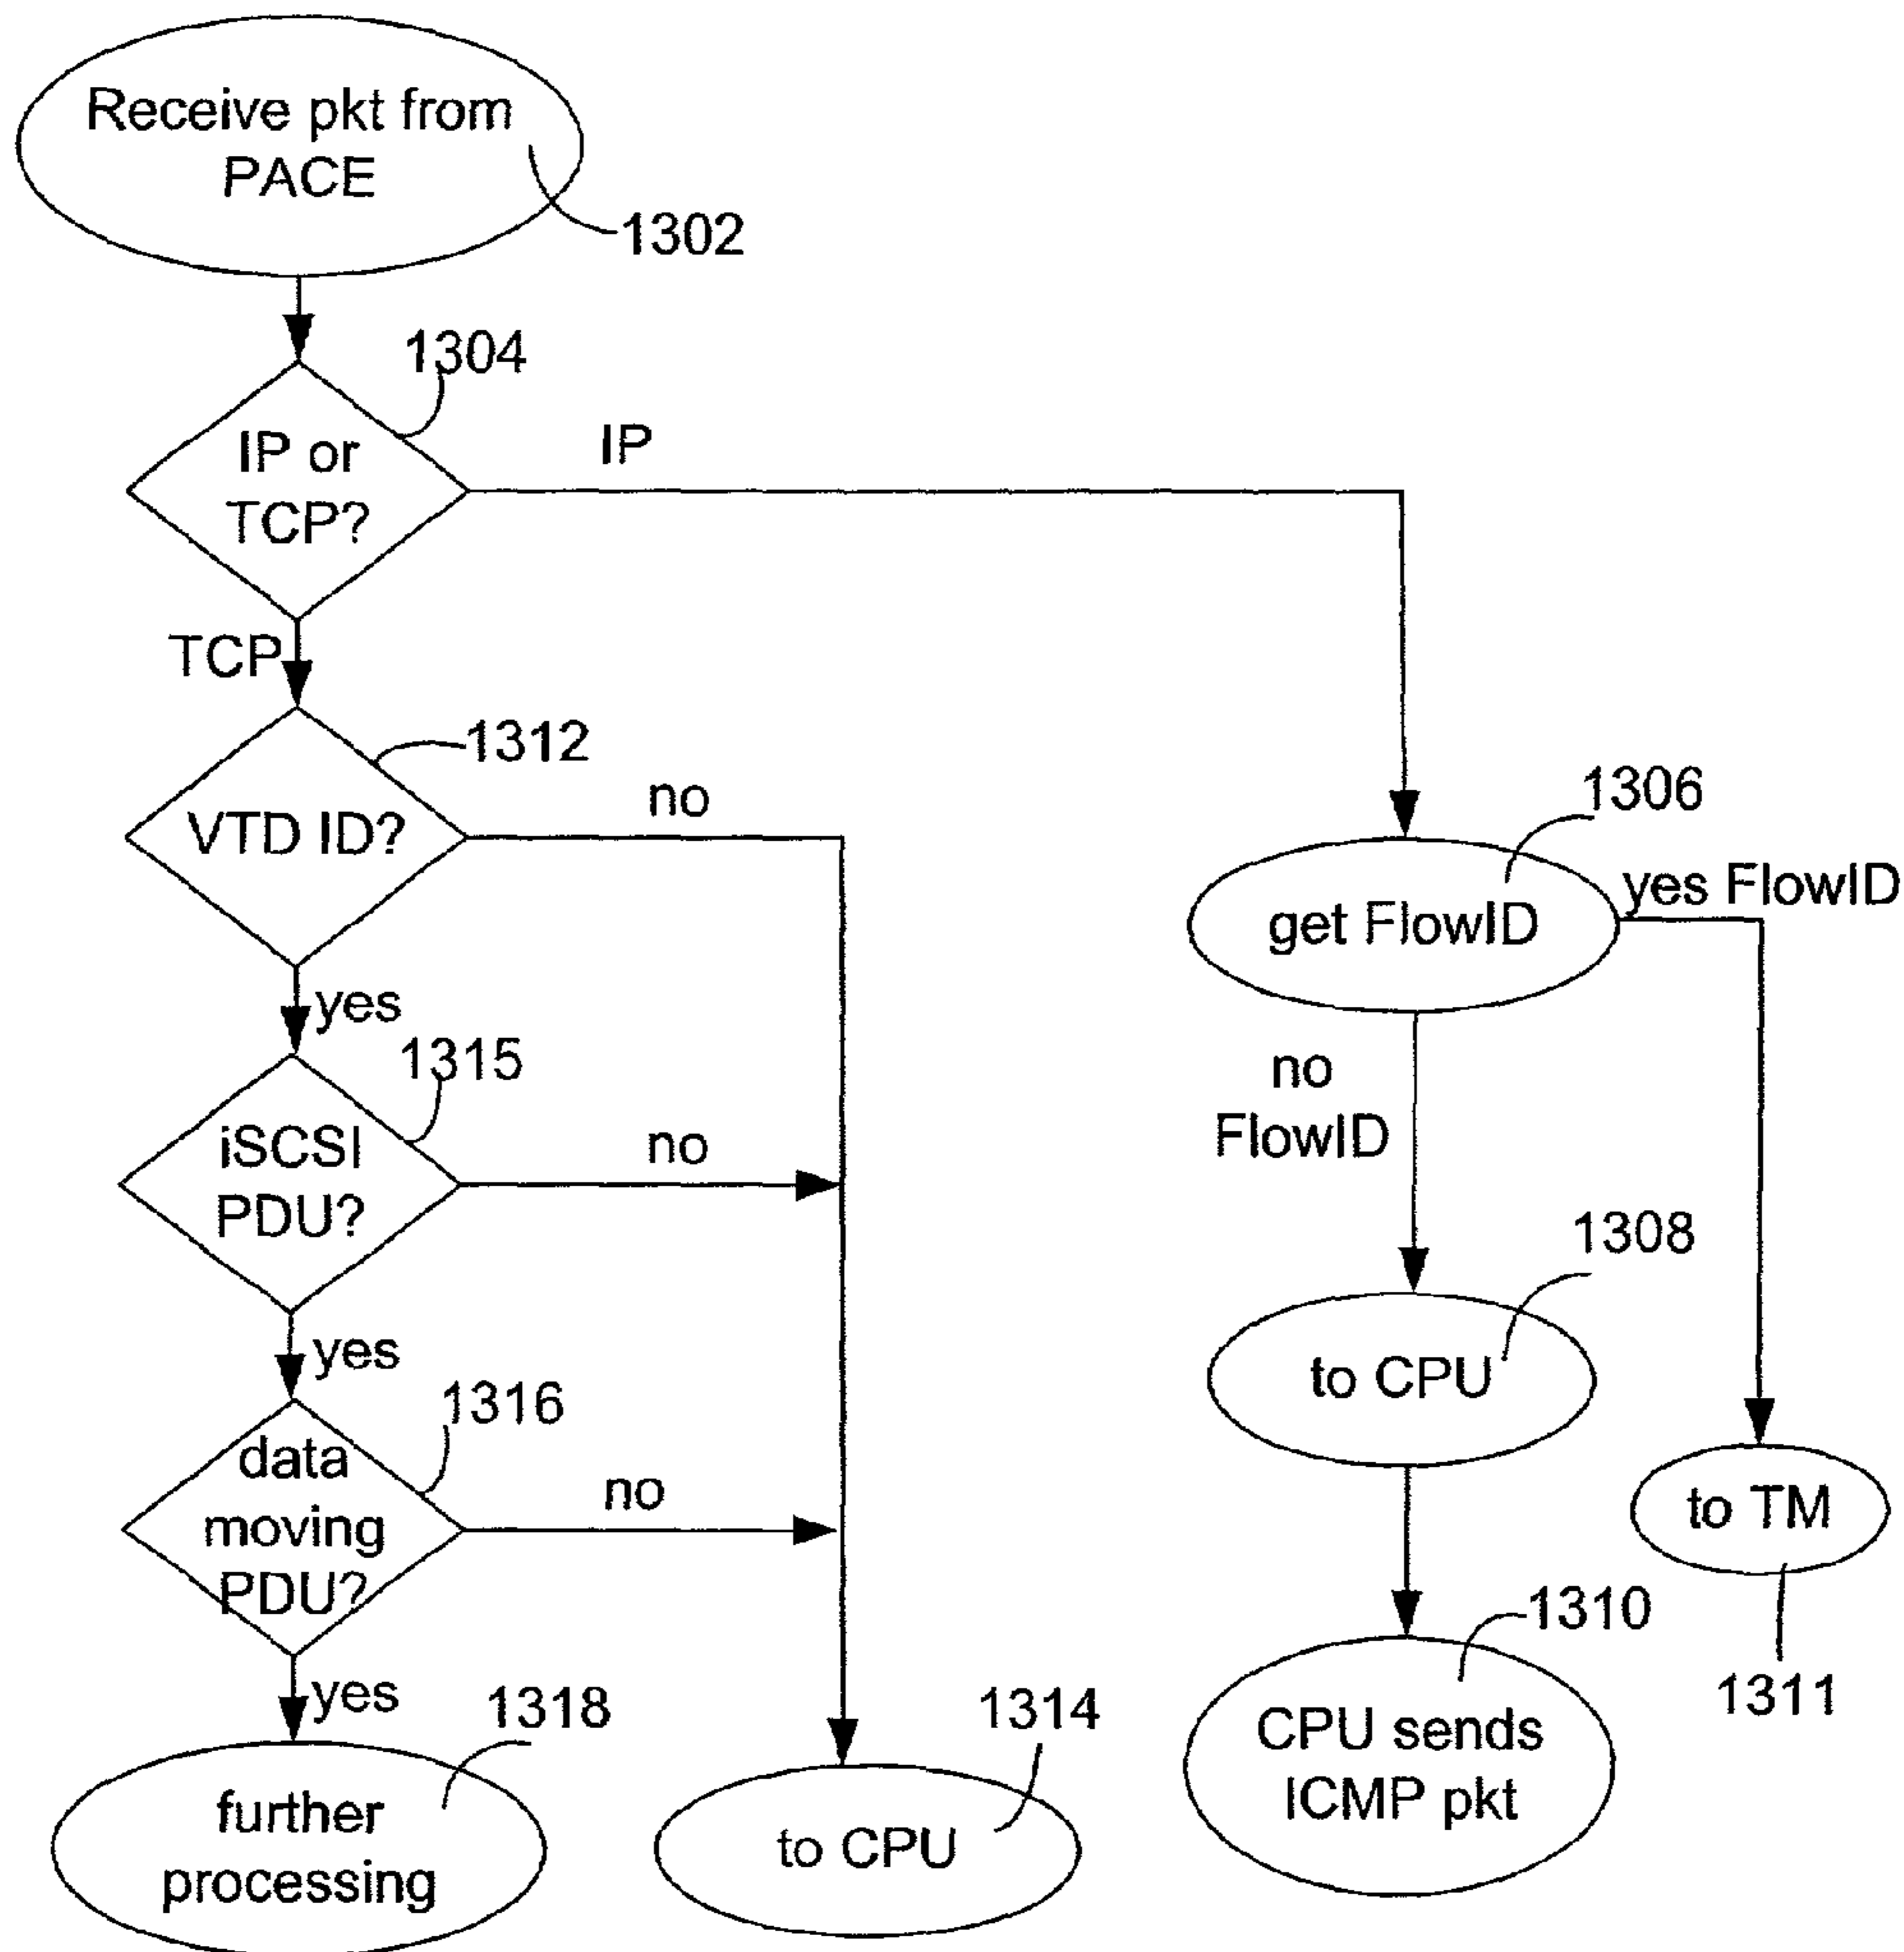 Receive pkt from
PACE
1302
1304
IP or
TCP?
IP
TCP
1312
VTD ID?
no
1306
get FlowID
yes FlowID
yes
1315
iSCSI
PDU?
no
no
FlowID
1308
to CPU
yes
1316
data
moving
PDU?
no
to TM
1311
1310
CPU sends
ICMP pkt
yes
1318
further
processing
1314
to CPU